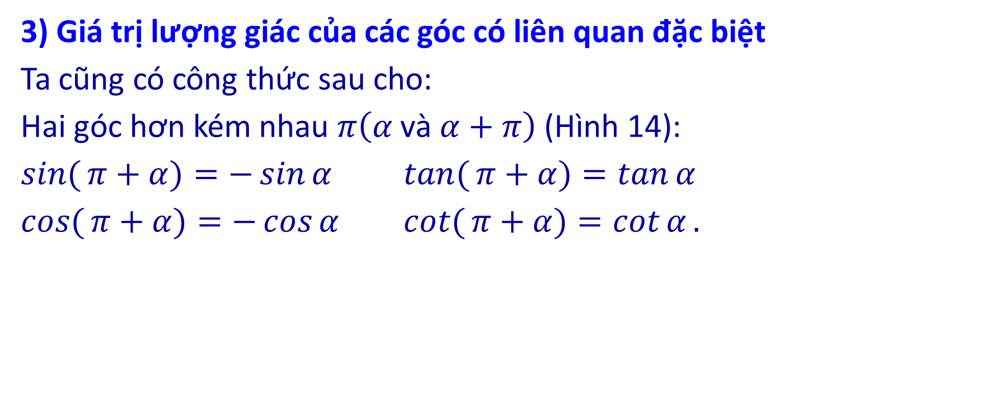 3) Giá trị lượng giác của các góc có liên quan đặc biệt
Ta cũng có công thức sau cho:
Hai góc hơn kém nhau π(α và α + π) (Hình 14):
sin( π + α) = − sin α tan( π + α) = tan α
cos( π + α) = − cos α cot( π + α) = cot α .